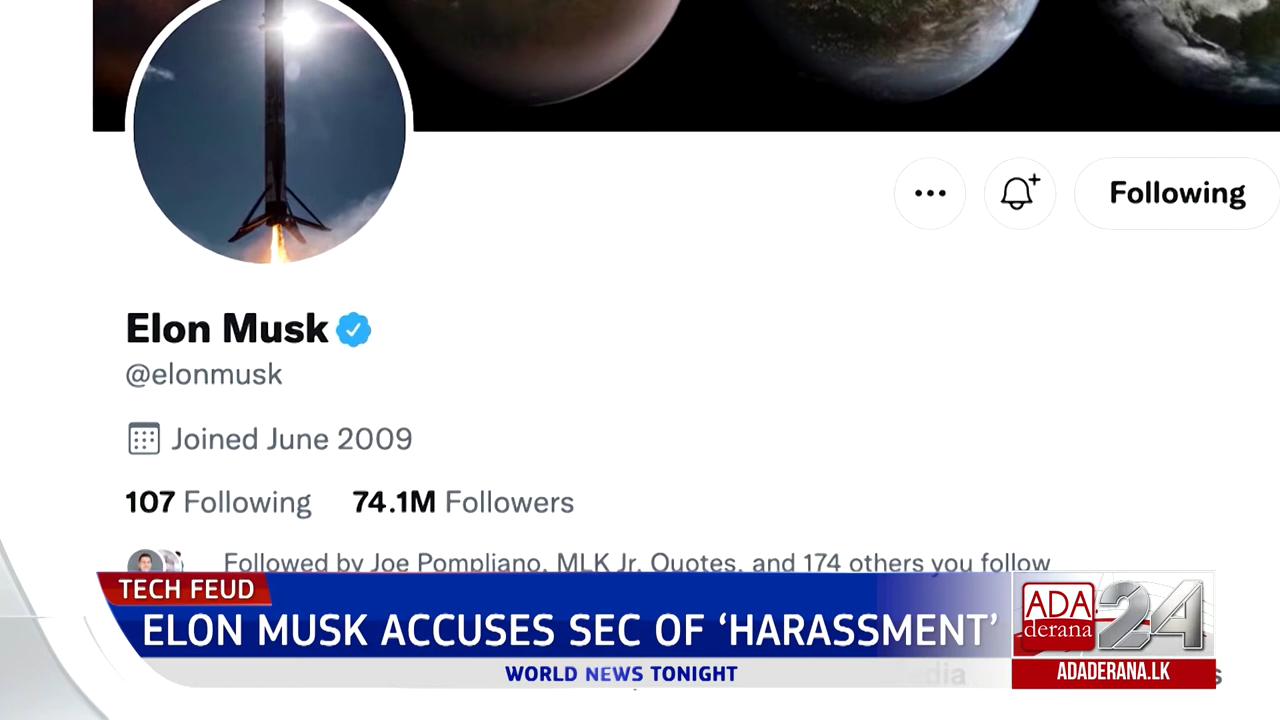 Following
Elon Musk
@elonmusk
Joined June 2009
107 Following 74.1M Followers
Followed by Joe Pompliano, MLK Jr. Quotes, and 174 others you follow
TECH FEUD
ELON MUSK ACCUSES SEC OF ‘HARASSMENT’
WORLD NEWS TONIGHT
ADA
derana
24
ADADERANA.LK